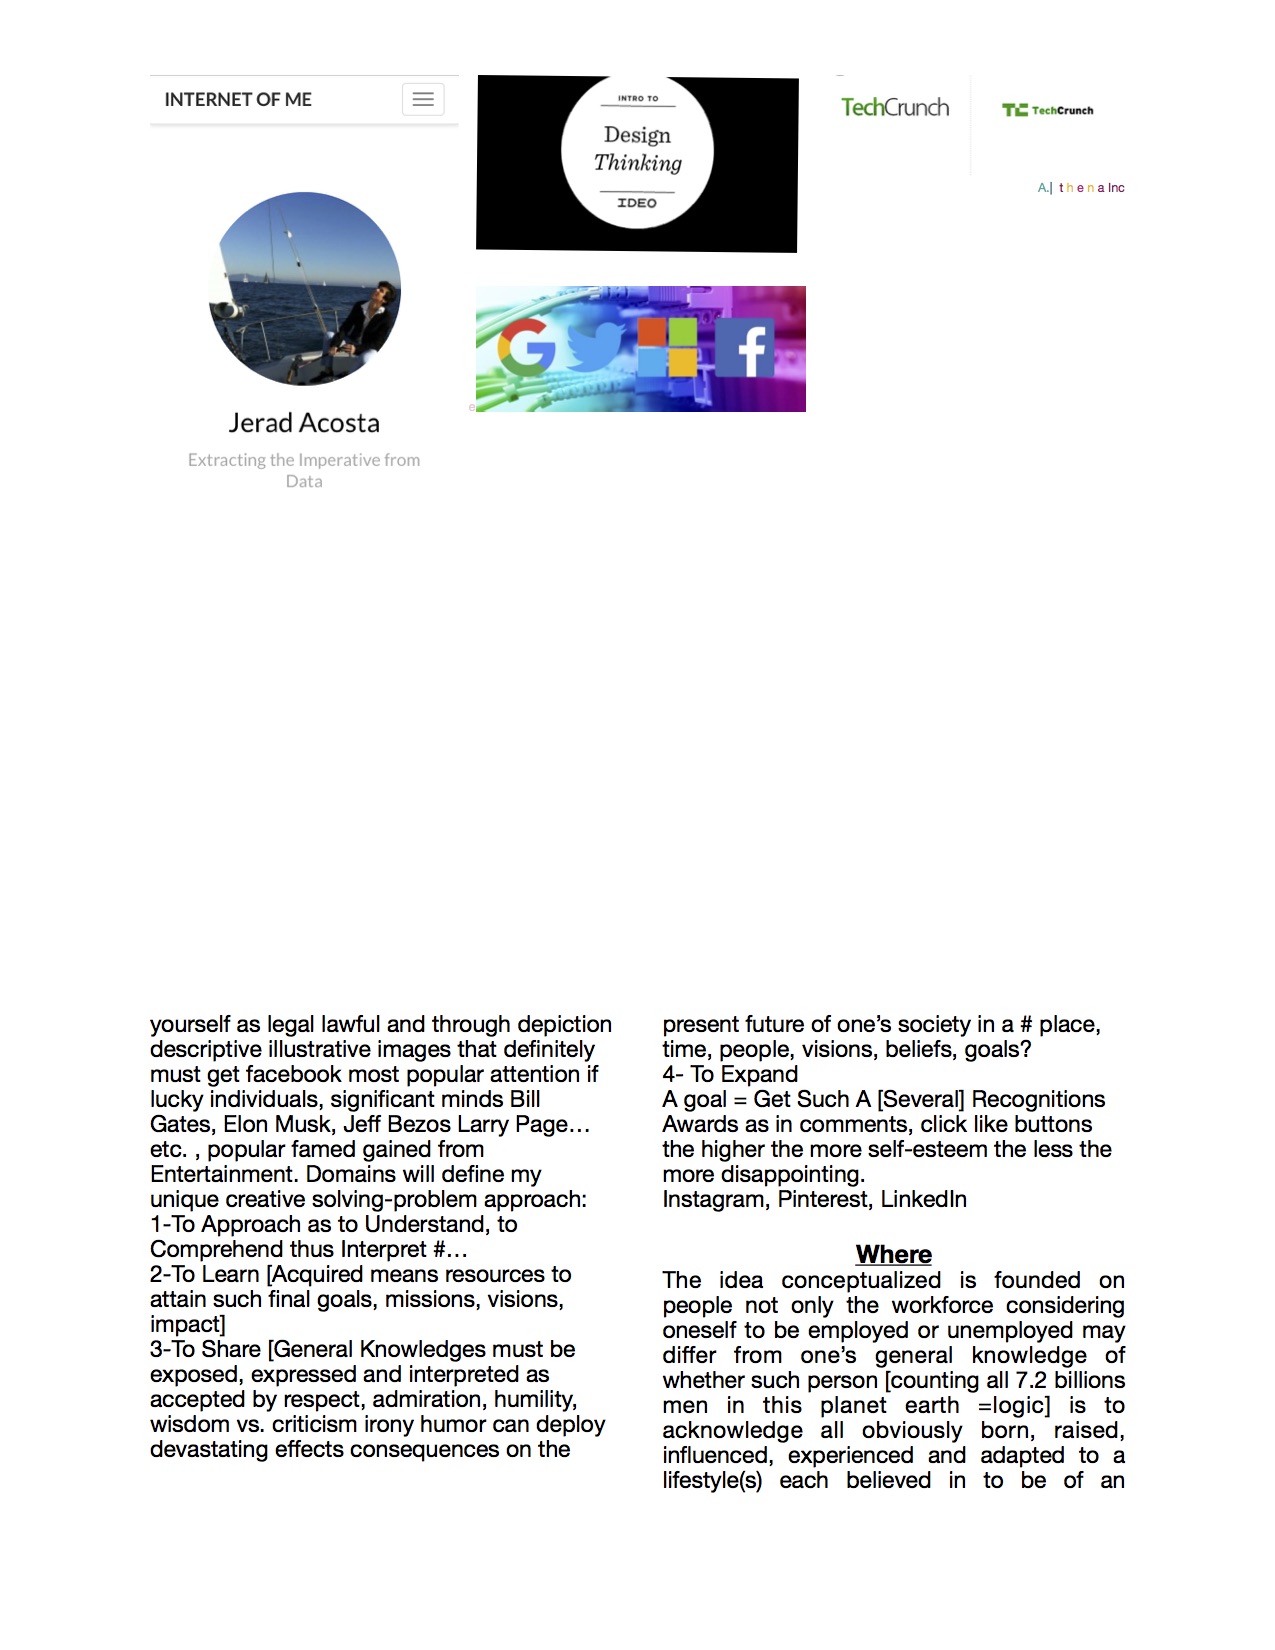 INTERNET OF ME
Jerad Acosta
Extracting the Imperative from
Data
INTRO TO
Design
Thinking
IDEO
TechCrunch
TechCrunch
A.| t h e n a Inc
e
yourself as legal lawful and through depiction
descriptive illustrative images that definitely
must get facebook most popular attention if
lucky individuals, significant minds Bill
Gates, Elon Musk, Jeff Bezos Larry Page…
etc. , popular famed gained from
Entertainment. Domains will define my
unique creative solving-problem approach:
1-To Approach as to Understand, to
Comprehend thus Interpret #…
2-To Learn [Acquired means resources to
attain such final goals, missions, visions,
impact]
3-To Share [General Knowledges must be
exposed, expressed and interpreted as
accepted by respect, admiration, humility,
wisdom vs. criticism irony humor can deploy
devastating effects consequences on the
present future of one’s society in a # place,
time, people, visions, beliefs, goals?
4- To Expand
A goal = Get Such A [Several] Recognitions
Awards as in comments, click like buttons
the higher the more self-esteem the less the
more disappointing.
Instagram, Pinterest, LinkedIn
Where
The idea conceptualized is founded on
people not only the workforce considering
oneself to be employed or unemployed may
differ from one’s general knowledge of
whether such person [counting all 7.2 billions
men in this planet earth =logic] is to
acknowledge all obviously born, raised,
influenced, experienced and adapted to a
lifestyle(s) each believed in to be of an